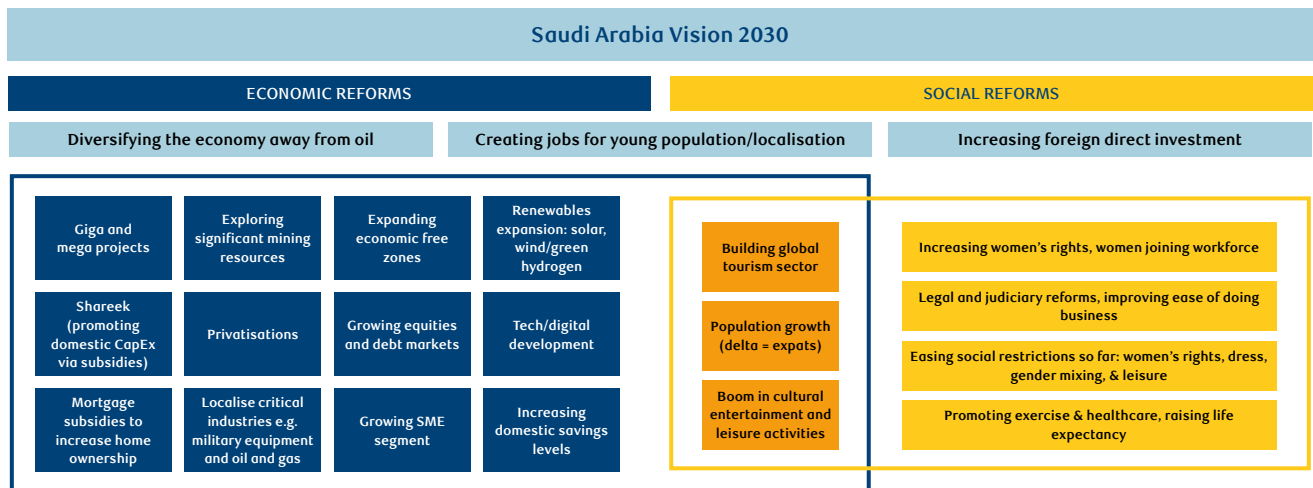 Saudi Arabia Vision 2030
ECONOMIC REFORMS
SOCIAL REFORMS
Diversifying the economy away from oil
Creating jobs for young population/localisation
Increasing foreign direct investment
Giga and
mega projects
Exploring
significant mining
resources
Expanding
economic free
zones
Renewables
expansion: solar,
wind/green
hydrogen
Shareek
(promoting
domestic CapEx
via subsidies)
Privatisations
Growing equities
and debt markets
Tech/digital
development
Mortgage
subsidies to
increase home
ownership
Localise critical
industries e.g.
military equipment
and oil and gas
Growing SME
segment
Increasing
domestic savings
levels
Building global
tourism sector
Population growth
(delta = expats)
Boom in cultural
entertainment and
leisure activities
Increasing women's rights, women joining workforce
Legal and judiciary reforms, improving ease of doing
business
Easing social restrictions so far: women's rights, dress,
gender mixing, & leisure
Promoting exercise & healthcare, raising life
expectancy